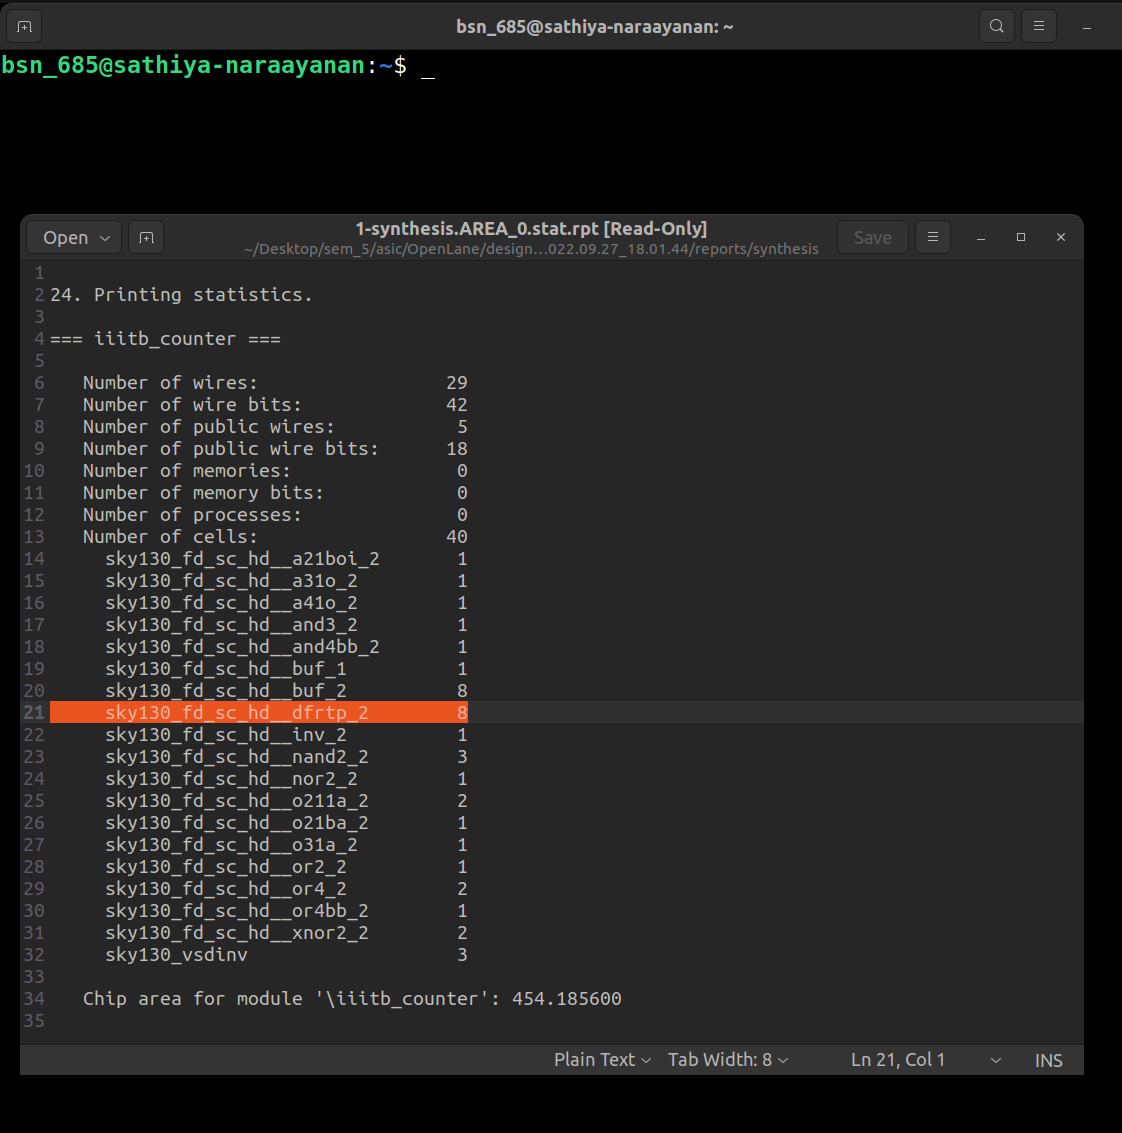 bsn_685@sathiya-naraayanan: ~
bsn_685@sathiya-naraayanan:~$ _
Open
1-synthesis.AREA_0.stat.rpt [Read-Only]
~/Desktop/sem_5/asic/OpenLane/design...022.09.27_18.01.44/reports/synthesis
Save
1
2 24. Printing statistics.
3
4 === iiitb_counter ===
5
6 Number of wires: 29
7 Number of wire bits: 42
8 Number of public wires: 5
9 Number of public wire bits: 18
10 Number of memories: 0
11 Number of memory bits: 0
12 Number of processes: 0
13 Number of cells: 40
14 sky130_fd_sc_hd__a21boi_2 1
15 sky130_fd_sc_hd__a31o_2 1
16 sky130_fd_sc_hd__a41o_2 1
17 sky130_fd_sc_hd__and3_2 1
18 sky130_fd_sc_hd__and4bb_2 1
19 sky130_fd_sc_hd__buf_1 1
20 sky130_fd_sc_hd__buf_2 8
21 sky130_fd_sc_hd__dfrtp_2 8
22 sky130_fd_sc_hd__inv_2 1
23 sky130_fd_sc_hd__nand2_2 3
24 sky130_fd_sc_hd__nor2_2 1
25 sky130_fd_sc_hd__o211a_2 2
26 sky130_fd_sc_hd__o21ba_2 1
27 sky130_fd_sc_hd__o31a_2 1
28 sky130_fd_sc_hd__or2_2 1
29 sky130_fd_sc_hd__or4_2 2
30 sky130_fd_sc_hd__or4bb_2 1
31 sky130_fd_sc_hd__xnor2_2 2
32 sky130_vsdinv 3
33
34 Chip area for module '\iiitb_counter': 454.185600
35
Plain Text Tab Width: 8 Ln 21, Col 1 INS